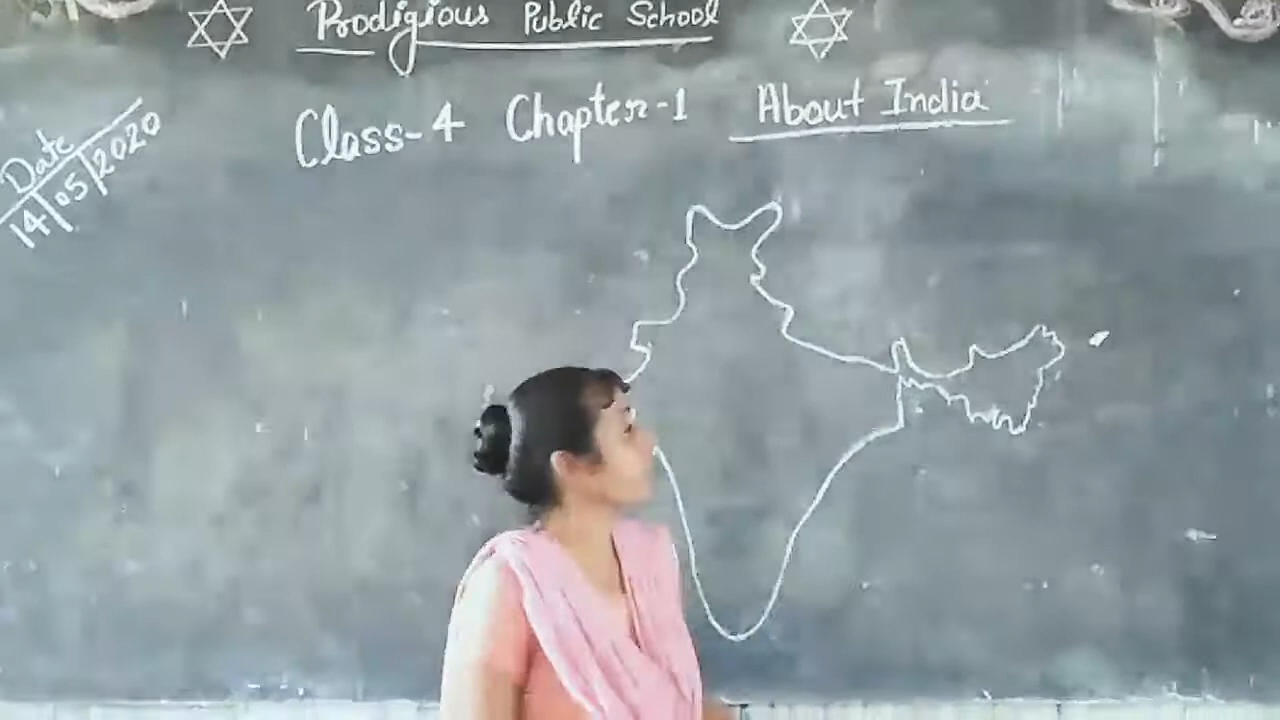 Prodigious Public School
Class-4 Chapter-1 About India
Date
14/05/2020